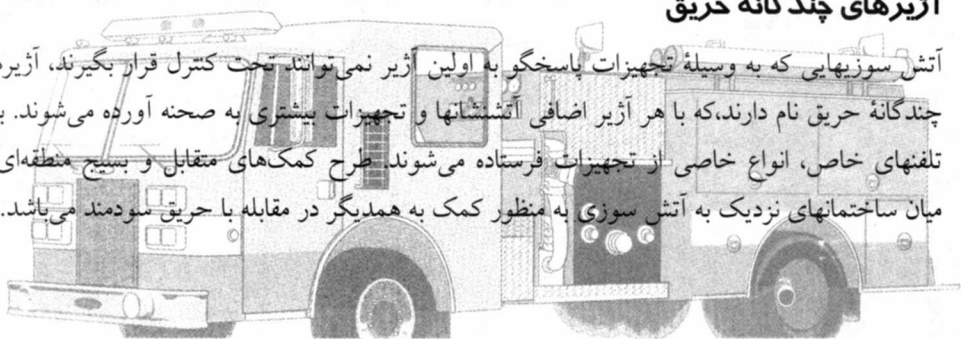 آژیرهای چند گانه حریق
آتش سوزیهایی که به وسیلهٔ تجهیزات پاسخگو به اولین آژیر نمی‌توانند تحت کنترل قرار بگیرند،
چندگانهٔ حریق نام دارند،که با هر آژیر اضافی آتشنشانها و تجهیزات بیشتری به صحنه آورده می‌شوند.
تلفنهای خاص، انواع خاصی از تجهیزات فرستاده می‌شوند. طرح کمک‌های متقابل و بسیج منطقه‌ای
میان ساختمانهای نزدیک به آتش سوزی به منظور کمک به همدیگر در مقابله با حریق سودمند می‌باشد.